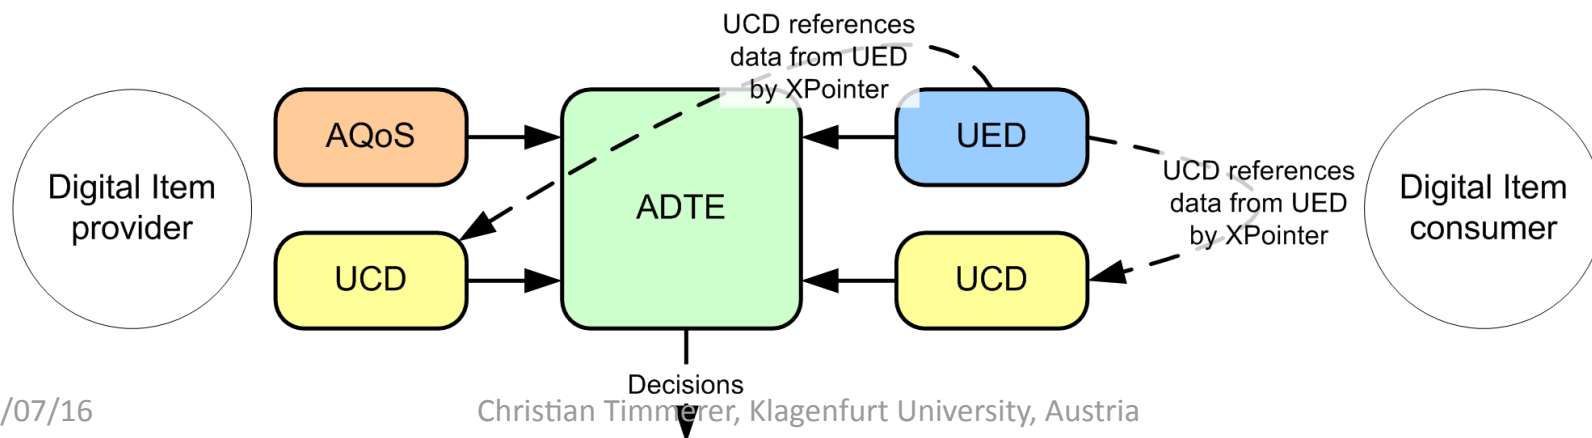 UCD references
data from UED
by XPointer
Digital Item
provider
AQoS
UCD
ADTE
UED
UCD
UCD references
data from UED
by XPointer
Digital Item
consumer
Decisions
/07/16
Christian Timmerer, Klagenfurt University, Austria